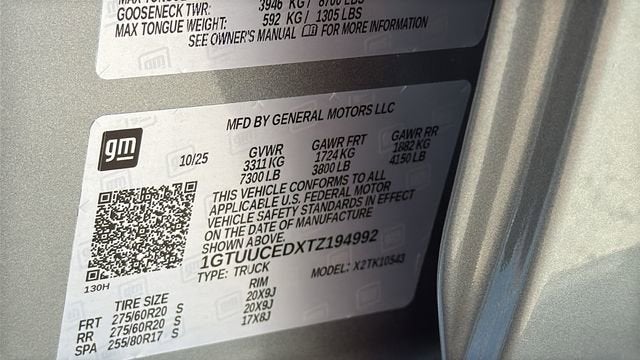 GOOSENECK TWR: 3946 KG / 8700 LBS
MAX TONGUE WEIGHT: 592 KG / 1305 LBS
SEE OWNER'S MANUAL FOR MORE INFORMATION
gm
MFD BY GENERAL MOTORS LLC
10/25
GVWR GAWR FRT GAWR RR
3311 KG 1724 KG 1882 KG
7300 LB 3800 LB 4150 LB
THIS VEHICLE CONFORMS TO ALL
APPLICABLE U.S. FEDERAL MOTOR
VEHICLE SAFETY STANDARDS IN EFFECT
ON THE DATE OF MANUFACTURE
SHOWN ABOVE.
1GTUUCEDXTZ194992
TYPE: TRUCK MODEL: X2TK10543
130H
TIRE SIZE RIM
FRT 275/60R20 S 20X9J
RR 275/60R20 S 20X9J
SPA 255/80R17 S 17X8J